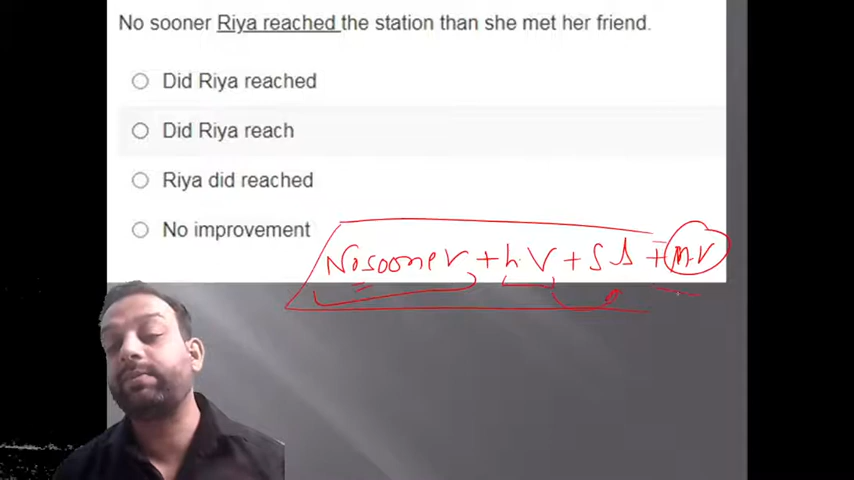 No sooner Riya reached the station than she met her friend.
Did Riya reached
Did Riya reach
Riya did reached
No improvement
No sooner + h.V + Sub + m.V